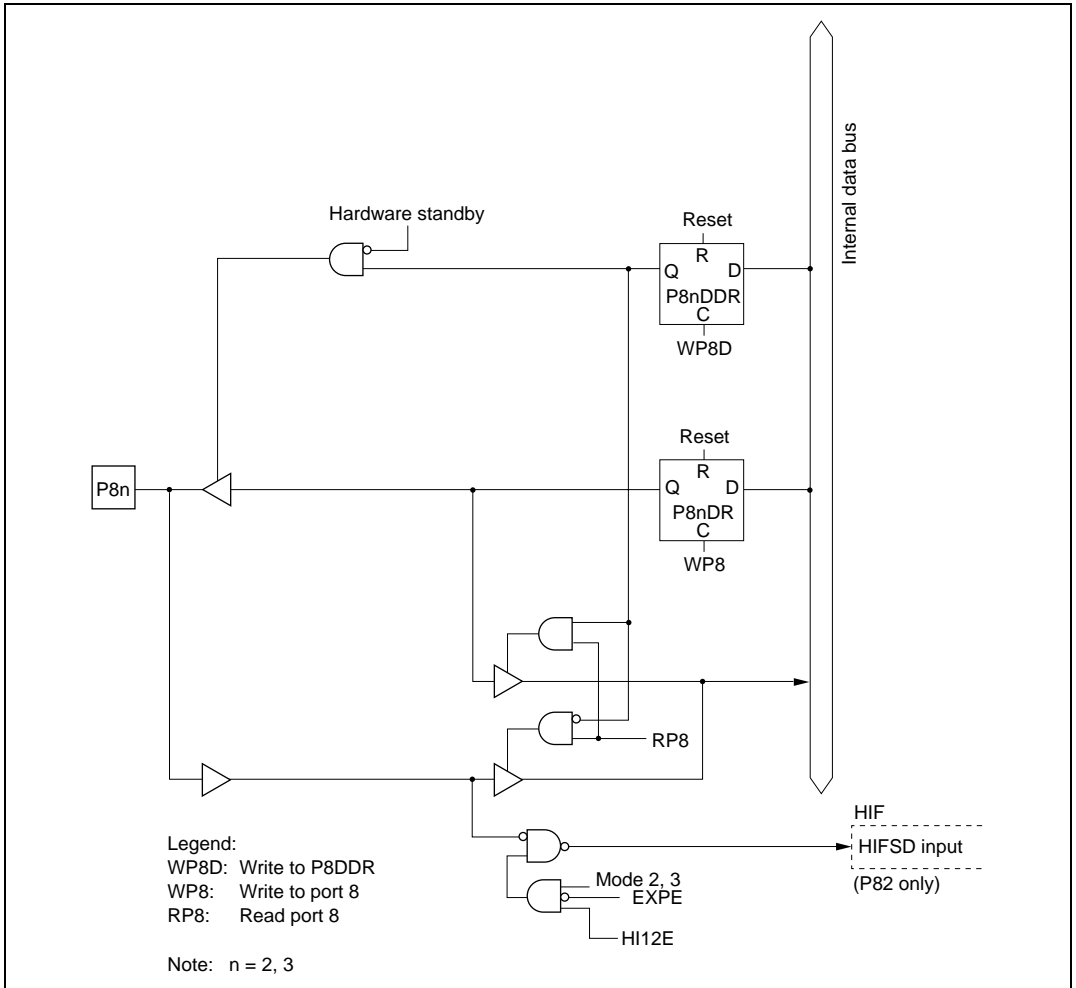 Internal data bus
Hardware standby
Reset
R
Q D
P8nDDR
C
WP8D
Reset
R
P8n
Q D
P8nDR
C
WP8
RP8
HIF
HIFSD input
(P82 only)
Mode 2, 3
EXPE
HI12E
Legend:
WP8D: Write to P8DDR
WP8: Write to port 8
RP8: Read port 8
Note: n = 2, 3